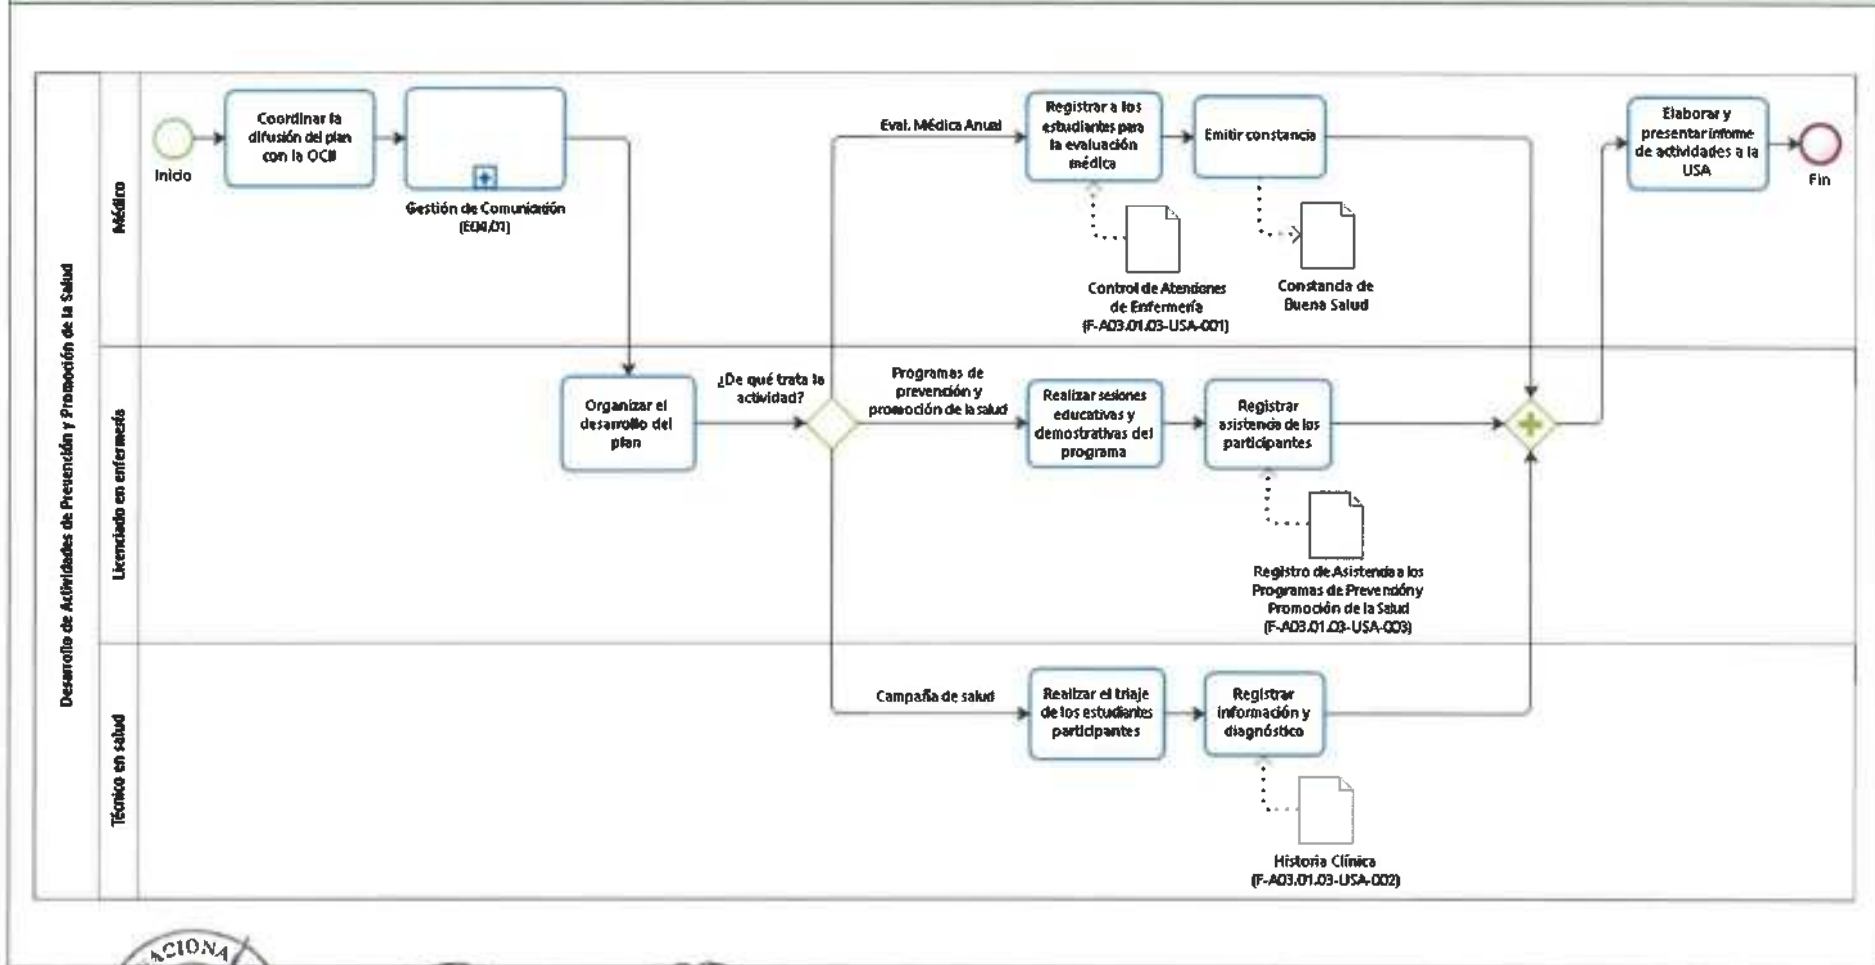 Desarrollo de Actividades de Prevención y Promoción de la Salud
Médico
Inicio
Coordinar la
difusión del plan
con la OCII
Gestión de Comunicación
(E04.01)
Eval. Médica Anual
Registrar a los
estudiantes para
la evaluación
médica
Emitir constancia
Control de Atenciones
de Enfermería
(F-A03.01.03-USA-001)
Constancia de
Buena Salud
Elaborar y
presentar informe
de actividades a la
USA
Fin
Licenciado en enfermería
Organizar el
desarrollo del
plan
¿De qué trata la
actividad?
Programas de
prevención y
promoción de la salud
Realizar sesiones
educativas y
demostrativas del
programa
Registrar
asistencia de los
participantes
Registro de Asistencia a los
Programas de Prevención y
Promoción de la Salud
(F-A03.01.03-USA-003)
Técnico en salud
Campaña de salud
Realizar el triaje
de los estudiantes
participantes
Registrar
información y
diagnóstico
Historia Clínica
(F-A03.01.03-USA-002)
ACIONA